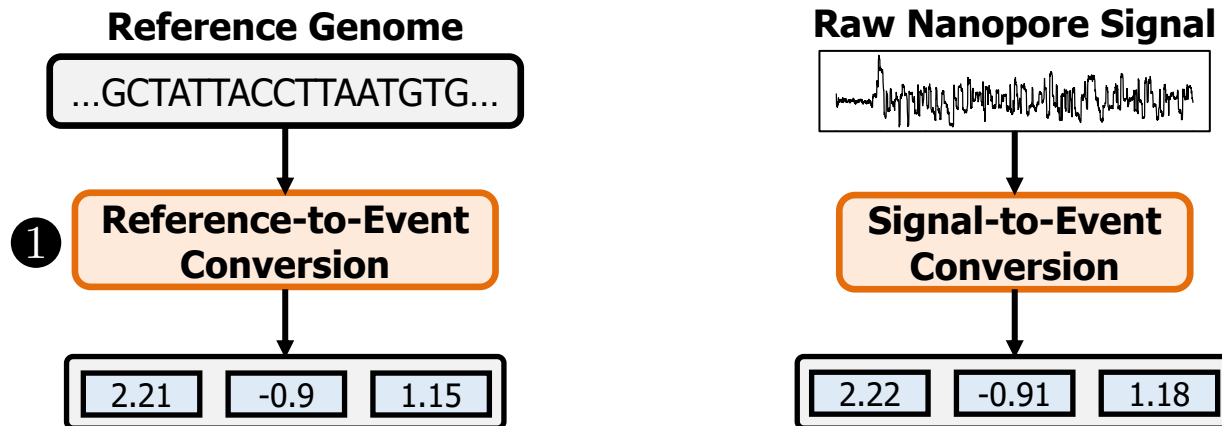 Reference Genome
...GCTATTACCTTAATGTG...
1
Reference-to-Event
Conversion
2.21 -0.9 1.15
Raw Nanopore Signal
Signal-to-Event
Conversion
2.22 -0.91 1.18